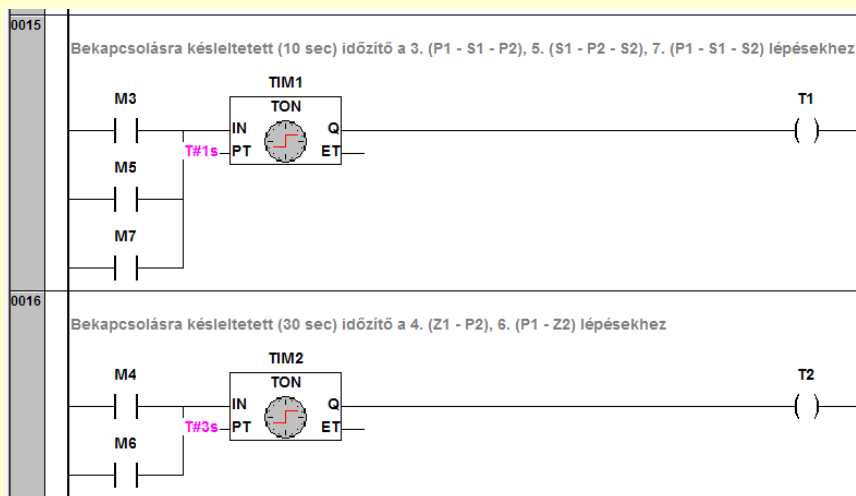 0015
Bekapcsolásra késleltetett (10 sec) időzítő a 3. (P1 - S1 - P2), 5. (S1 - P2 - S2), 7. (P1 - S1 - S2) lépésekhez
TIM1
M3 TON T1
IN Q
T#1s PT ET
M5
M7
0016
Bekapcsolásra késleltetett (30 sec) időzítő a 4. (Z1 - P2), 6. (P1 - Z2) lépésekhez
TIM2
M4 TON T2
IN Q
T#3s PT ET
M6